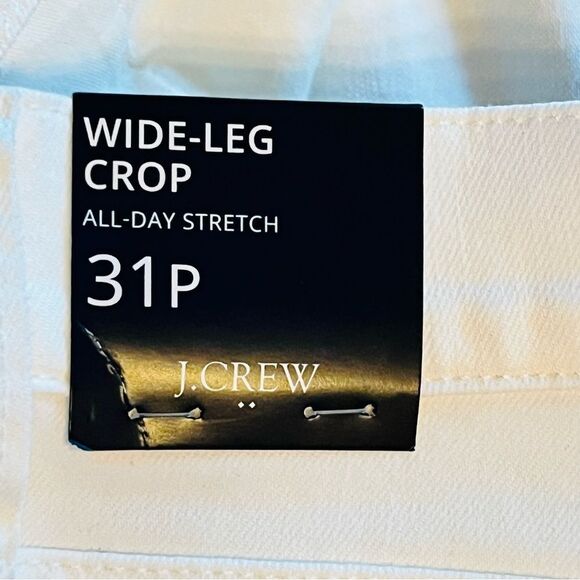 WIDE-LEG
CROP
ALL-DAY STRETCH
31P
J.CREW